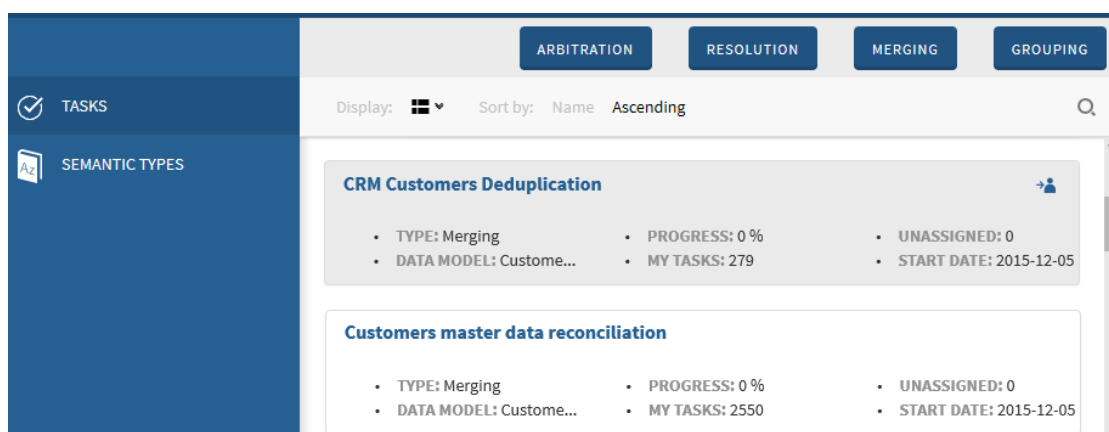 ARBITRATION RESOLUTION MERGING GROUPING
TASKS
Display: Sort by: Name Ascending
Az SEMANTIC TYPES
CRM Customers Deduplication
• TYPE: Merging • PROGRESS: 0 % • UNASSIGNED: 0
• DATA MODEL: Custome... • MY TASKS: 279 • START DATE: 2015-12-05
Customers master data reconciliation
• TYPE: Merging • PROGRESS: 0 % • UNASSIGNED: 0
• DATA MODEL: Custome... • MY TASKS: 2550 • START DATE: 2015-12-05